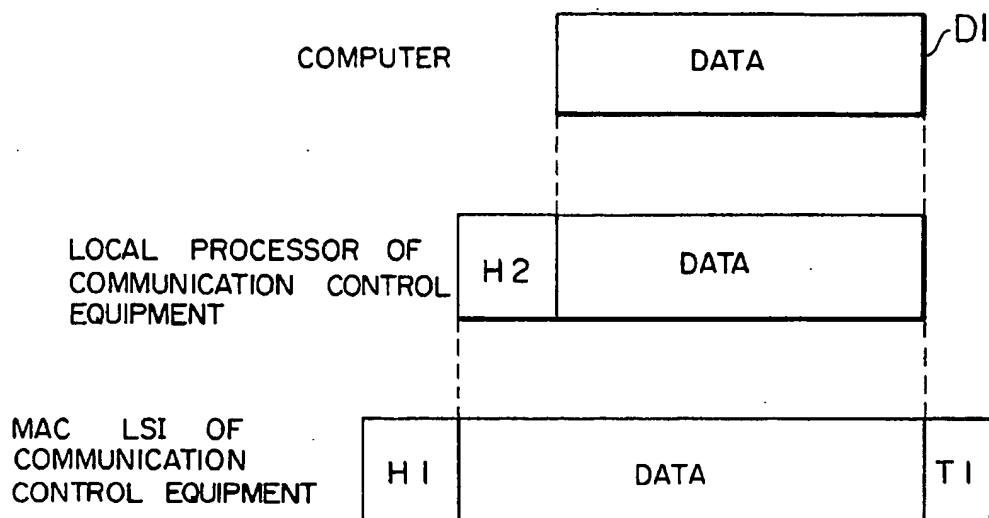 COMPUTER
DATA
D1
LOCAL PROCESSOR OF
COMMUNICATION CONTROL
EQUIPMENT
H2
DATA
MAC LSI OF
COMMUNICATION
CONTROL EQUIPMENT
H1
DATA
T1